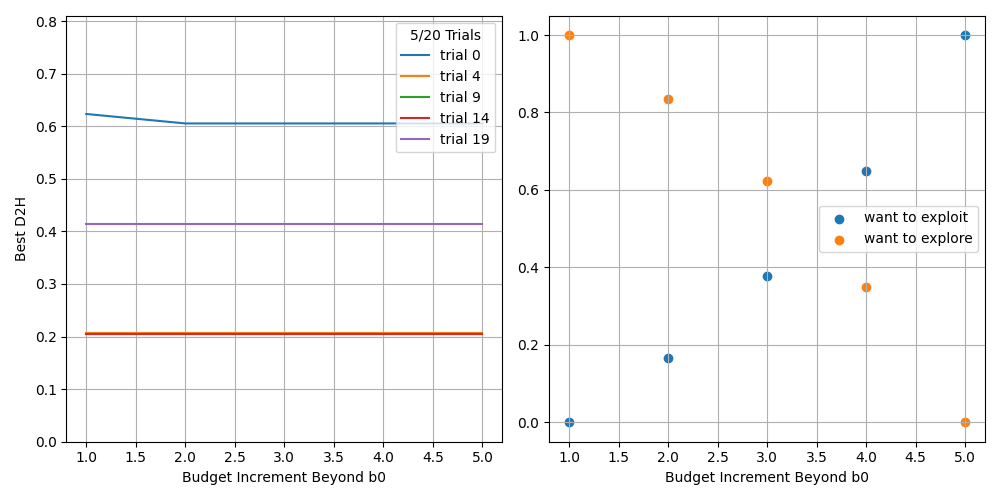 0.8
0.7
0.6
0.5
0.4
0.3
0.2
0.1
0.0
Best D2H
1.0 1.5 2.0 2.5 3.0 3.5 4.0 4.5 5.0
Budget Increment Beyond b0
5/20 Trials
trial 0
trial 4
trial 9
trial 14
trial 19
1.0
0.8
0.6
0.4
0.2
0.0
1.0 1.5 2.0 2.5 3.0 3.5 4.0 4.5 5.0
Budget Increment Beyond b0
want to exploit
want to explore